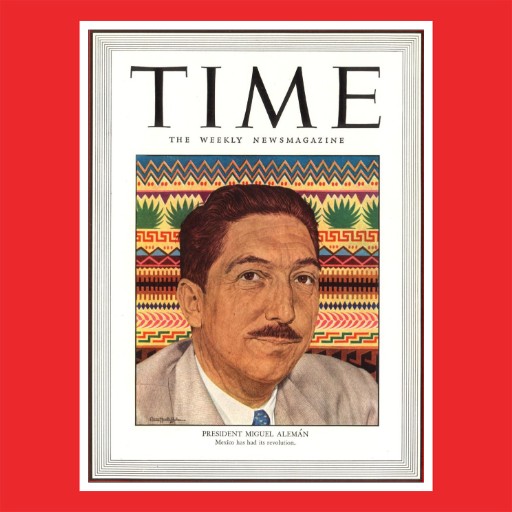 TIME
THE WEEKLY NEWSMAGAZINE
PRESIDENT MIGUEL ALEMÁN
Mexico has had its revolution.